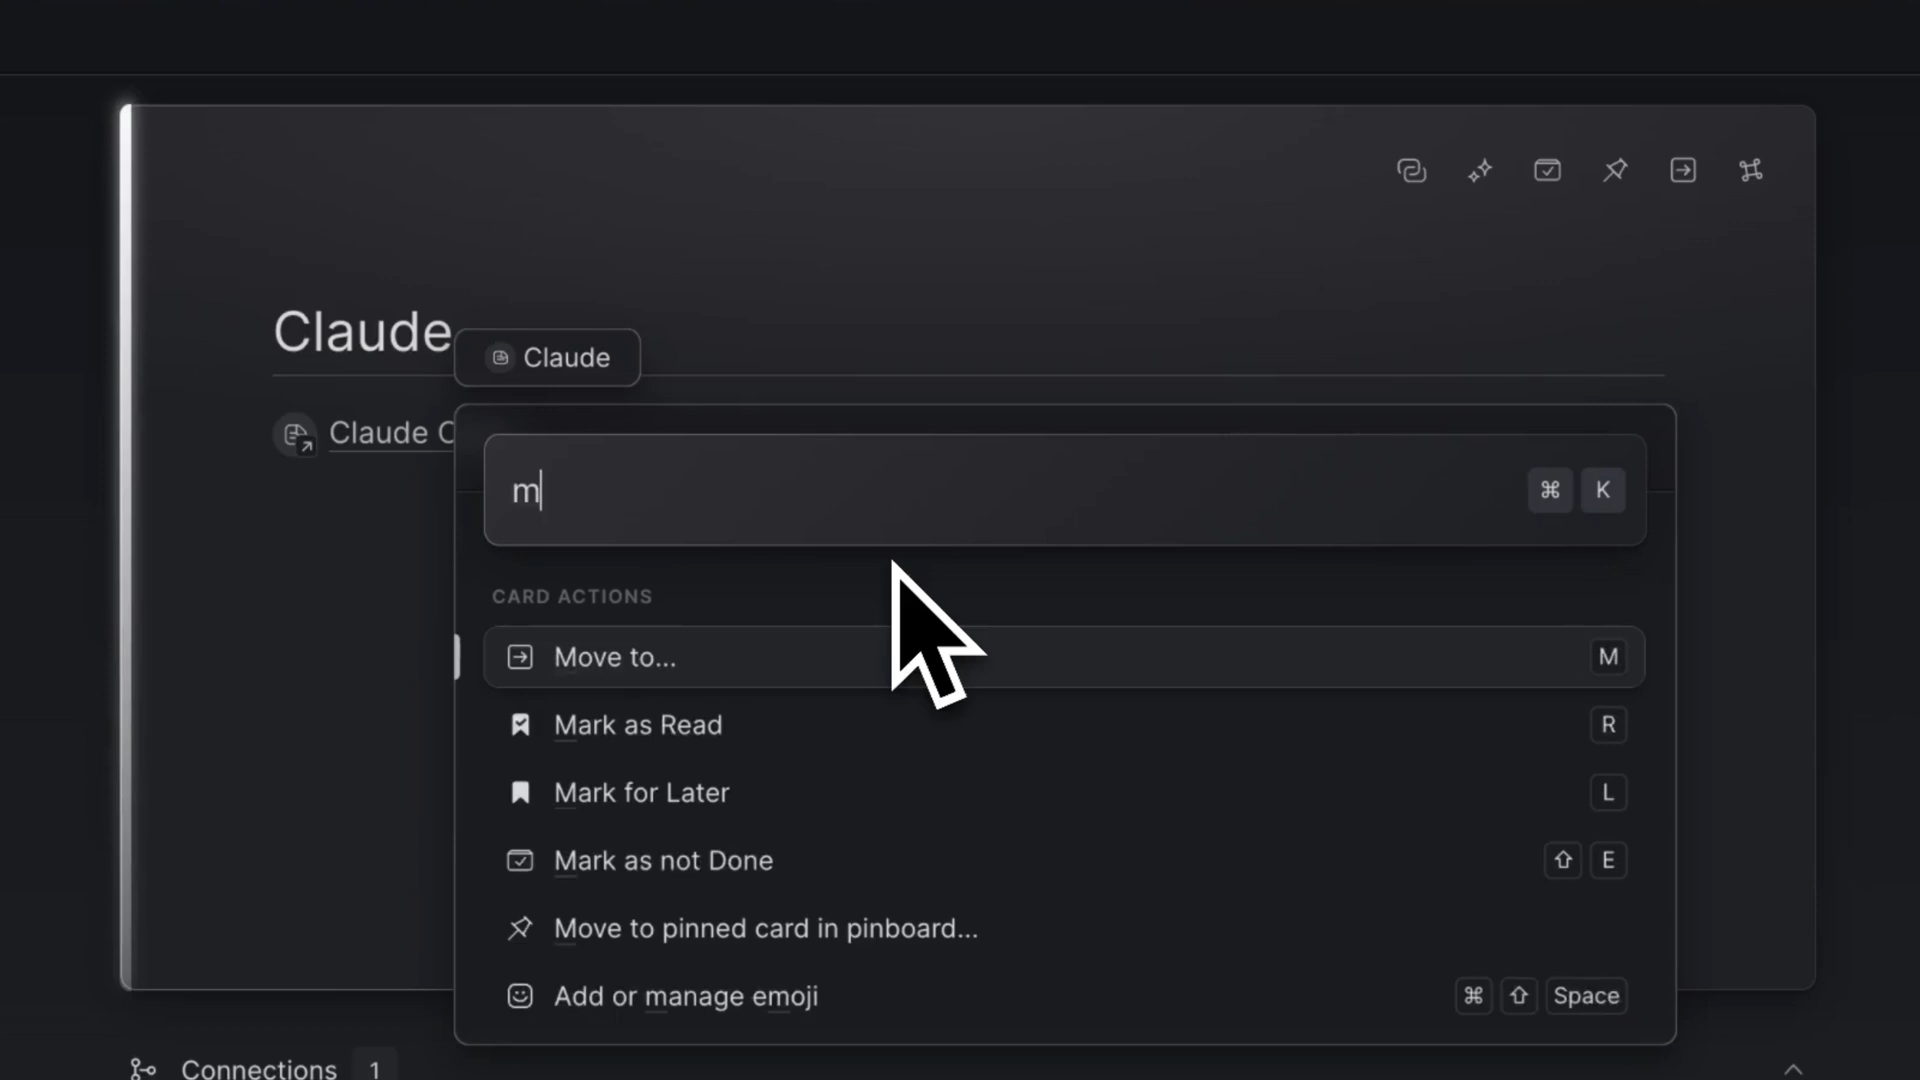 Claude
Claude
Claude C
m
⌘ K
CARD ACTIONS
Move to... M
Mark as Read R
Mark for Later L
Mark as not Done ⇧ E
Move to pinned card in pinboard...
Add or manage emoji ⌘ ⇧ Space
Connections 1